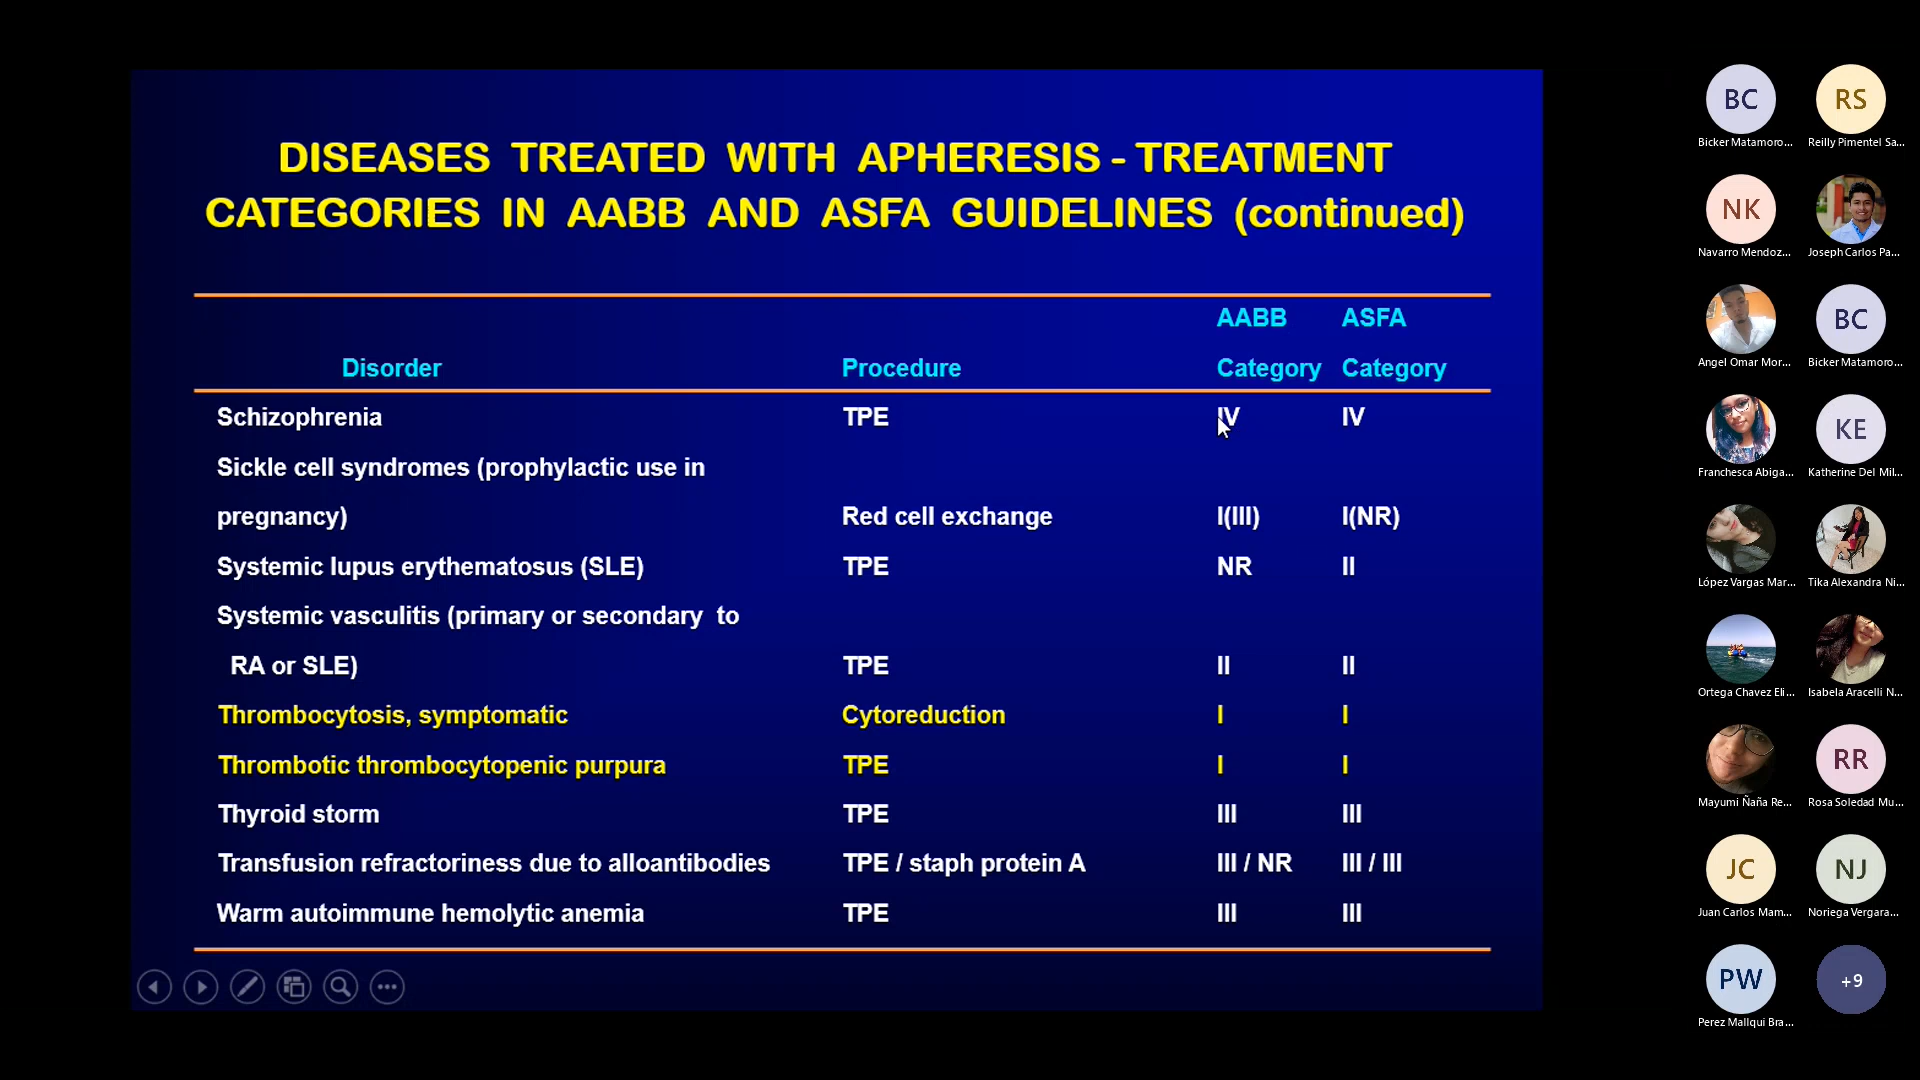 DISEASES TREATED WITH APHERESIS - TREATMENT
CATEGORIES IN AABB AND ASFA GUIDELINES (continued)
AABB ASFA
Disorder Procedure Category Category
Schizophrenia TPE IV IV
Sickle cell syndromes (prophylactic use in
pregnancy) Red cell exchange I(III) I(NR)
Systemic lupus erythematosus (SLE) TPE NR II
Systemic vasculitis (primary or secondary to
RA or SLE) TPE II II
Thrombocytosis, symptomatic Cytoreduction I I
Thrombotic thrombocytopenic purpura TPE I I
Thyroid storm TPE III III
Transfusion refractoriness due to alloantibodies TPE / staph protein A III / NR III / III
Warm autoimmune hemolytic anemia TPE III III
BC RS
Bicker Matamoro... Reilly Pimentel Sa...
NK
Navarro Mendoz... Joseph Carlos Pa...
BC
Angel Omar Mor... Bicker Matamoro...
KE
Franchesca Abiga... Katherine Del Mil...
López Vargas Mar... Tika Alexandra Ni...
Ortega Chavez Eli... Isabela Aracelli N...
RR
Mayumi Ñaña Re... Rosa Soledad Mu...
JC NJ
Juan Carlos Mam... Noriega Vergara...
PW +9
Perez Mallqui Bra...